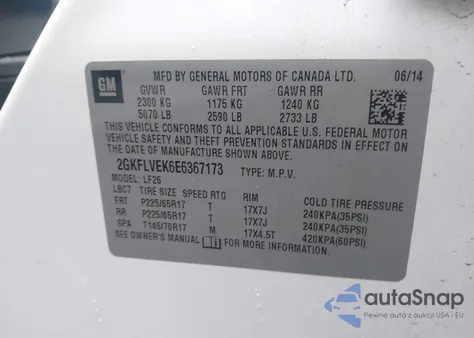 GM
MFD BY GENERAL MOTORS OF CANADA LTD. 06/14
GVWR GAWR FRT GAWR RR
2300 KG 1175 KG 1240 KG
5070 LB 2590 LB 2733 LB
THIS VEHICLE CONFORMS TO ALL APPLICABLE U.S. FEDERAL MOTOR
VEHICLE SAFETY AND THEFT PREVENTION STANDARDS IN EFFECT ON
THE DATE OF MANUFACTURE SHOWN ABOVE.
2GKFLVEK6E6367173 TYPE: M.P.V.
MODEL: LF26
LBC7 TIRE SIZE SPEED RTG RIM COLD TIRE PRESSURE
FRT P225/65R17 T 17X7J 240KPA(35PSI)
RR P225/65R17 T 17X7J 240KPA(35PSI)
SPA T145/70R17 M 17X4.5T 420KPA(60PSI)
SEE OWNER'S MANUAL FOR MORE INFORMATION.
autaSnap
Pewne auta z aukcji USA i EU